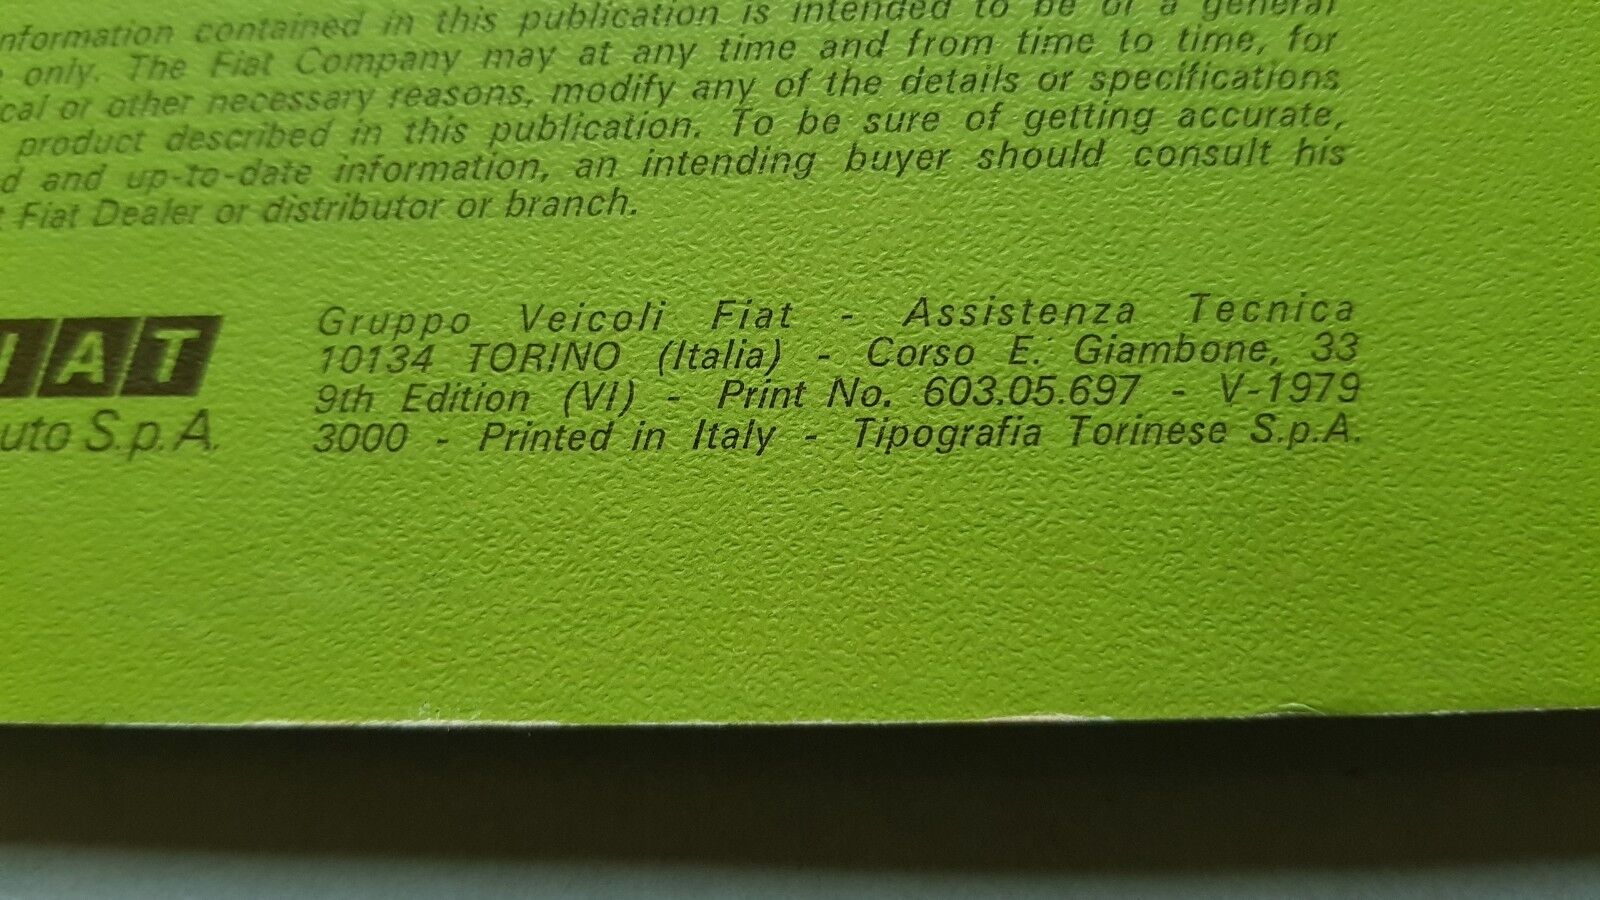 information contained in this publication is intended to be of a general
only. The Fiat Company may at any time and from time to time, for
cal or other necessary reasons, modify any of the details or specifications
product described in this publication. To be sure of getting accurate,
d and up-to-date information, an intending buyer should consult his
t Fiat Dealer or distributor or branch.
IAT
uto S.p.A.
Gruppo Veicoli Fiat - Assistenza Tecnica
10134 TORINO (Italia) - Corso E. Giambone, 33
9th Edition (VI) - Print No. 603.05.697 - V-1979
3000 - Printed in Italy - Tipografia Torinese S.p.A.